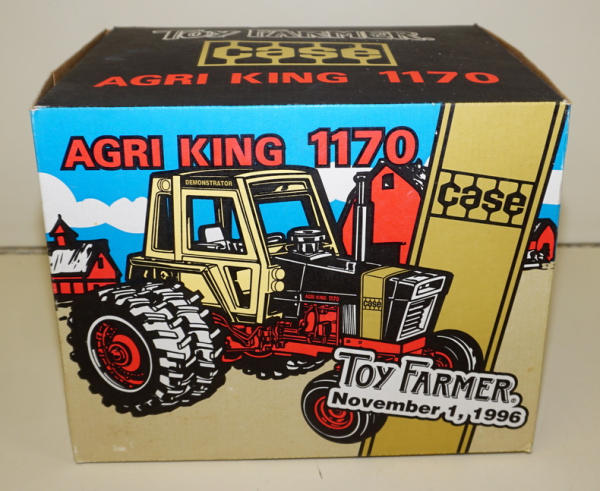 TOY FARMER®
case
AGRI KING 1170
AGRI KING 1170
case
DEMONSTRATOR
AGRI KING 1170
case
TOY FARMER®
November 1, 1996